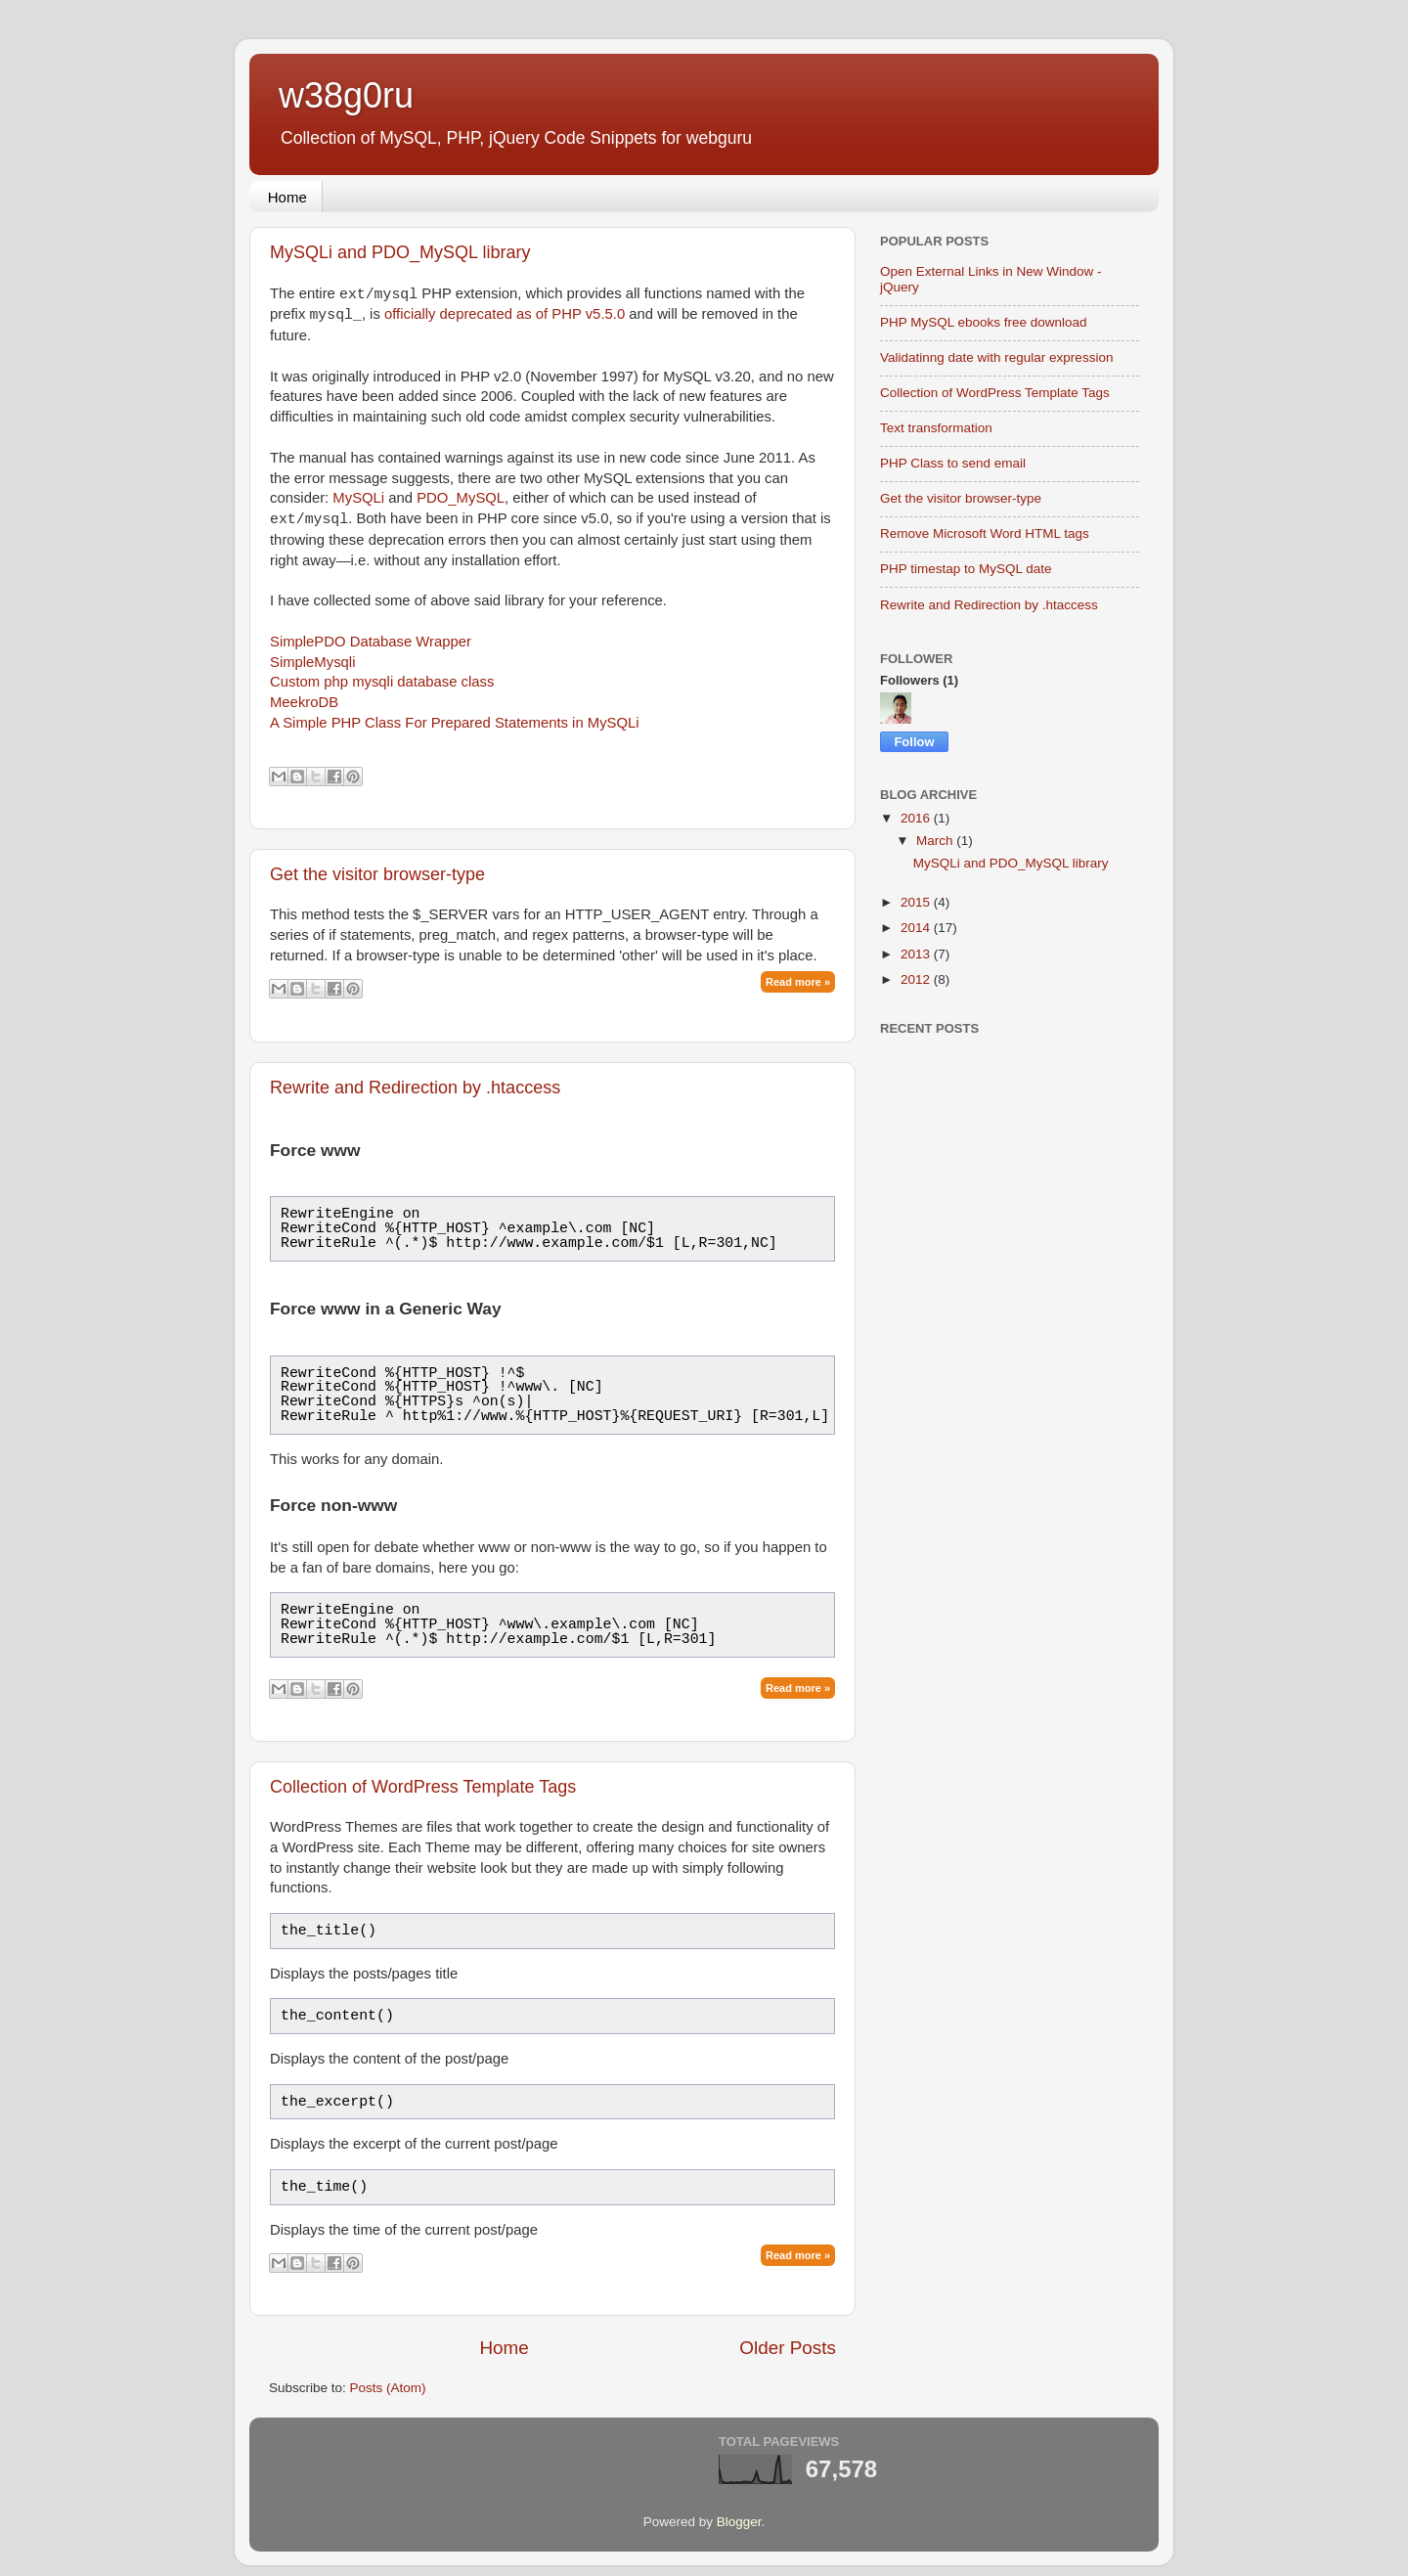 w38g0ru
Collection of MySQL, PHP, jQuery Code Snippets for webguru
Home
MySQLi and PDO_MySQL library
The entire ext/mysql PHP extension, which provides all functions named with the
prefix mysql_, is officially deprecated as of PHP v5.5.0 and will be removed in the
future.
It was originally introduced in PHP v2.0 (November 1997) for MySQL v3.20, and no new
features have been added since 2006. Coupled with the lack of new features are
difficulties in maintaining such old code amidst complex security vulnerabilities.
The manual has contained warnings against its use in new code since June 2011. As
the error message suggests, there are two other MySQL extensions that you can
consider: MySQLi and PDO_MySQL, either of which can be used instead of
ext/mysql. Both have been in PHP core since v5.0, so if you're using a version that is
throwing these deprecation errors then you can almost certainly just start using them
right away—i.e. without any installation effort.
I have collected some of above said library for your reference.
SimplePDO Database Wrapper
SimpleMysqli
Custom php mysqli database class
MeekroDB
A Simple PHP Class For Prepared Statements in MySQLi
Get the visitor browser-type
This method tests the $_SERVER vars for an HTTP_USER_AGENT entry. Through a
series of if statements, preg_match, and regex patterns, a browser-type will be
returned. If a browser-type is unable to be determined 'other' will be used in it's place.
Read more »
Rewrite and Redirection by .htaccess
Force www
RewriteEngine on
RewriteCond %{HTTP_HOST} ^example\.com [NC]
RewriteRule ^(.*)$ http://www.example.com/$1 [L,R=301,NC]
Force www in a Generic Way
RewriteCond %{HTTP_HOST} !^$
RewriteCond %{HTTP_HOST} !^www\. [NC]
RewriteCond %{HTTPS}s ^on(s)|
RewriteRule ^ http%1://www.%{HTTP_HOST}%{REQUEST_URI} [R=301,L]
This works for any domain.
Force non-www
It's still open for debate whether www or non-www is the way to go, so if you happen to
be a fan of bare domains, here you go:
RewriteEngine on
RewriteCond %{HTTP_HOST} ^www\.example\.com [NC]
RewriteRule ^(.*)$ http://example.com/$1 [L,R=301]
Read more »
Collection of WordPress Template Tags
WordPress Themes are files that work together to create the design and functionality of
a WordPress site. Each Theme may be different, offering many choices for site owners
to instantly change their website look but they are made up with simply following
functions.
the_title()
Displays the posts/pages title
the_content()
Displays the content of the post/page
the_excerpt()
Displays the excerpt of the current post/page
the_time()
Displays the time of the current post/page
Read more »
Home
Older Posts
Subscribe to: Posts (Atom)
POPULAR POSTS
Open External Links in New Window -
jQuery
PHP MySQL ebooks free download
Validatinng date with regular expression
Collection of WordPress Template Tags
Text transformation
PHP Class to send email
Get the visitor browser-type
Remove Microsoft Word HTML tags
PHP timestap to MySQL date
Rewrite and Redirection by .htaccess
FOLLOWER
Followers (1)
Follow
BLOG ARCHIVE
▼ 2016 (1)
▼ March (1)
MySQLi and PDO_MySQL library
► 2015 (4)
► 2014 (17)
► 2013 (7)
► 2012 (8)
RECENT POSTS
TOTAL PAGEVIEWS
67,578
Powered by Blogger.